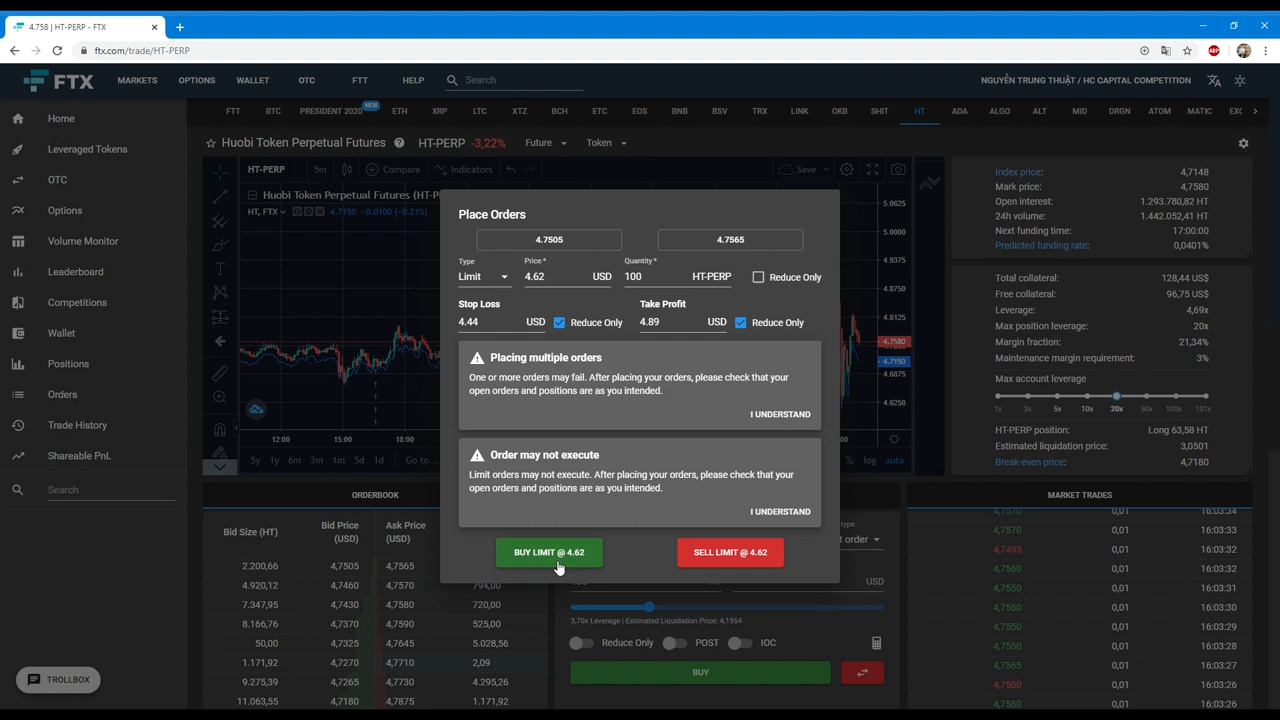 4.758 | HT-PERP - FTX
ftx.com/trade/HT-PERP
ABP
FTX
MARKETS OPTIONS WALLET OTC FTT HELP Search
NGUYỄN TRUNG THUẬT / HC CAPITAL COMPETITION
FTT BTC PRESIDENT 2020 NEW ETH XRP LTC XTZ BCH ETC EOS BNB BSV TRX LINK OKB SHIT HT ADA ALGO ALT MID DRGN ATOM MATIC
Home
Leveraged Tokens
OTC
Options
Volume Monitor
Leaderboard
Competitions
Wallet
Positions
Orders
Trade History
Shareable PnL
Search
TROLLBOX
Huobi Token Perpetual Futures HT-PERP -3,22% Future Token
HT-PERP 5m Compare Indicators Save
Huobi Token Perpetual Futures (HT-P
HT, FTX 4.7150 -0.0100 (-0.21%)
5.0625
5.0000
4.9375
4.8750
4.8125
4.7580
4.7150
4.6875
4.6250
12:00 15:00 18:00
:00
5y 1y 6m 3m 1m 5d Go to...
% log auto
Place Orders
4.7505 4.7565
Type Price* Quantity*
Limit 4.62 USD 100 HT-PERP Reduce Only
Stop Loss Take Profit
4.44 USD Reduce Only 4.89 USD Reduce Only
Placing multiple orders
One or more orders may fail. After placing your orders, please check that your
open orders and positions are as you intended.
I UNDERSTAND
Order may not execute
Limit orders may not execute. After placing your orders, please check that your
open orders and positions are as you intended.
I UNDERSTAND
BUY LIMIT @ 4.62 SELL LIMIT @ 4.62
Index price: 4,7148
Mark price: 4,7580
Open interest: 1.293.780,82 HT
24h volume: 1.442.052,41 HT
Next funding time: 17:00:00
Predicted funding rate: 0,0401%
Total collateral: 128,44 US$
Free collateral: 96,75 US$
Leverage: 4,69x
Max position leverage: 20x
Margin fraction: 21,34%
Maintenance margin requirement: 3%
Max account leverage
1x 3x 5x 10x 20x 50x 100x 101x
HT-PERP position: Long 63,58 HT
Estimated liquidation price: 3,0501
Break-even price: 4,7180
ORDERBOOK
Bid Size (HT) Bid Price (USD) Ask Price (USD)
2.200,66 4,7505 4,7565
4.920,12 4,7460 4,7570 794,00
7.347,95 4,7430 4,7580 720,00
8.166,76 4,7370 4,7590 525,00
50,00 4,7325 4,7645 5.028,56
1.171,92 4,7270 4,7710 2,09
9.275,39 4,7265 4,7730 4.295,26
11.063,55 4,7180 4,7875 1.171,92
type
order
USD
3,70x Leverage | Estimated Liquidation Price: 4,1954
Reduce Only POST IOC
BUY
MARKET TRADES
4,7570 0,01 16:03:34
4,7570 0,01 16:03:33
4,7495 0,01 16:03:32
4,7550 0,01 16:03:31
4,7550 0,01 16:03:30
4,7550 0,01 16:03:30
4,7550 0,01 16:03:29
4,7550 0,01 16:03:28
4,7565 0,01 16:03:27
4,7500 0,01 16:03:26
4,7580 0,01 16:03:26